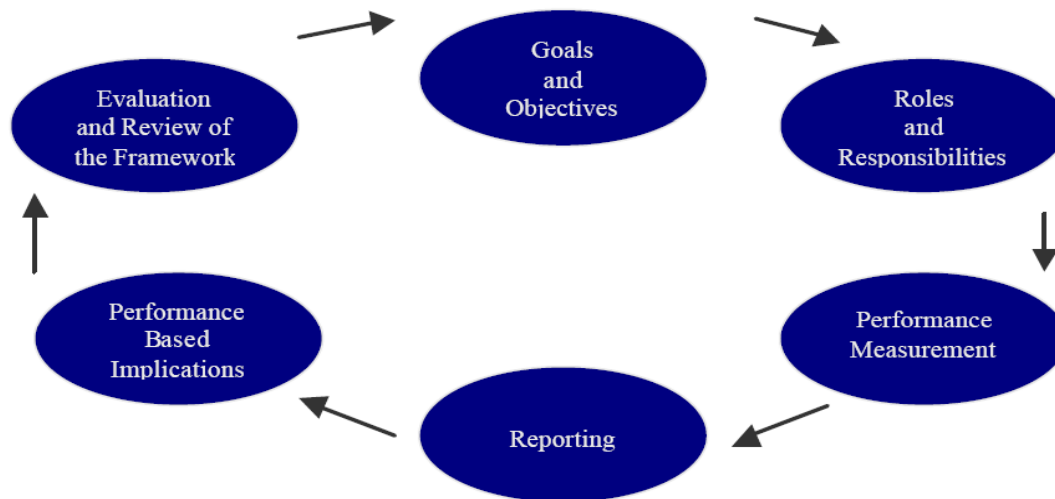 Goals
and
Objectives
Roles
and
Responsibilities
Performance
Measurement
Reporting
Performance
Based
Implications
Evaluation
and Review of
the Framework